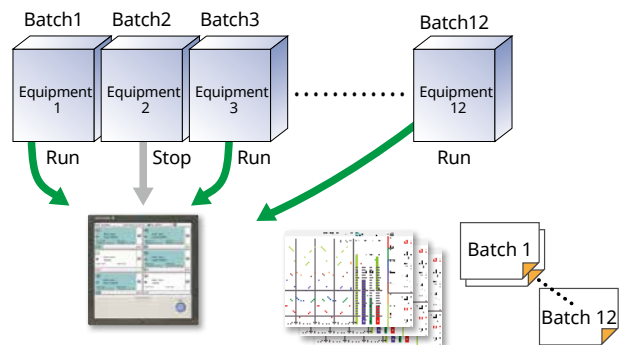 Batch1
Batch2
Batch3
Batch12
Equipment
1
Equipment
2
Equipment
3
Equipment
12
Run
Stop
Run
Run
Batch 1
Batch 12